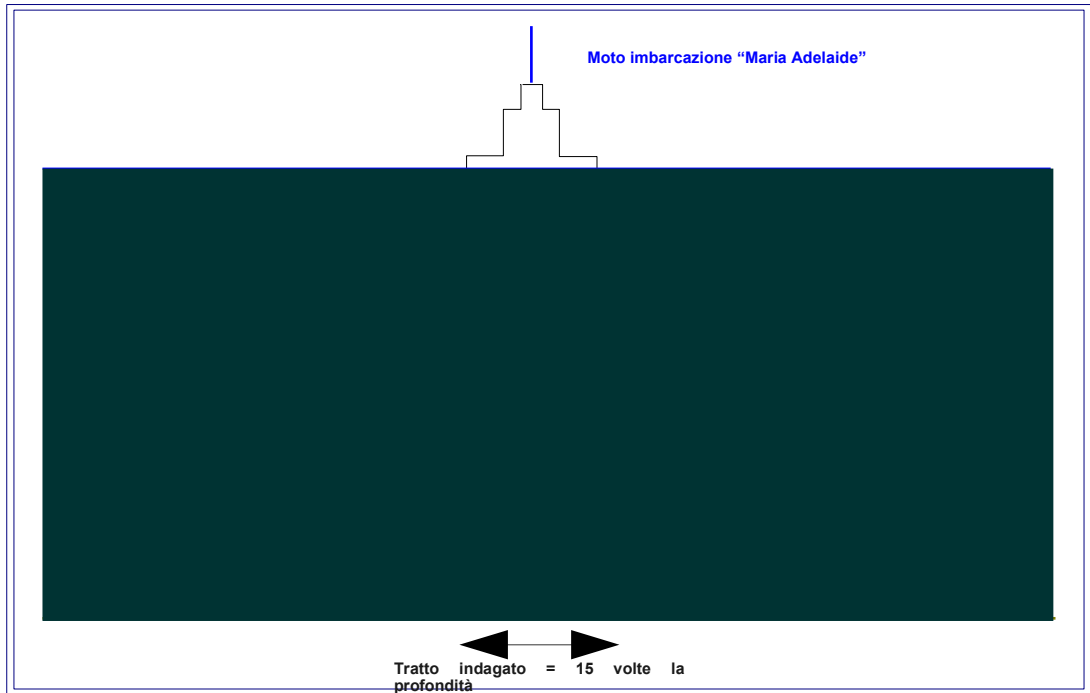 Moto imbarcazione “Maria Adelaide”
Tratto indagato = 15 volte la
profondità